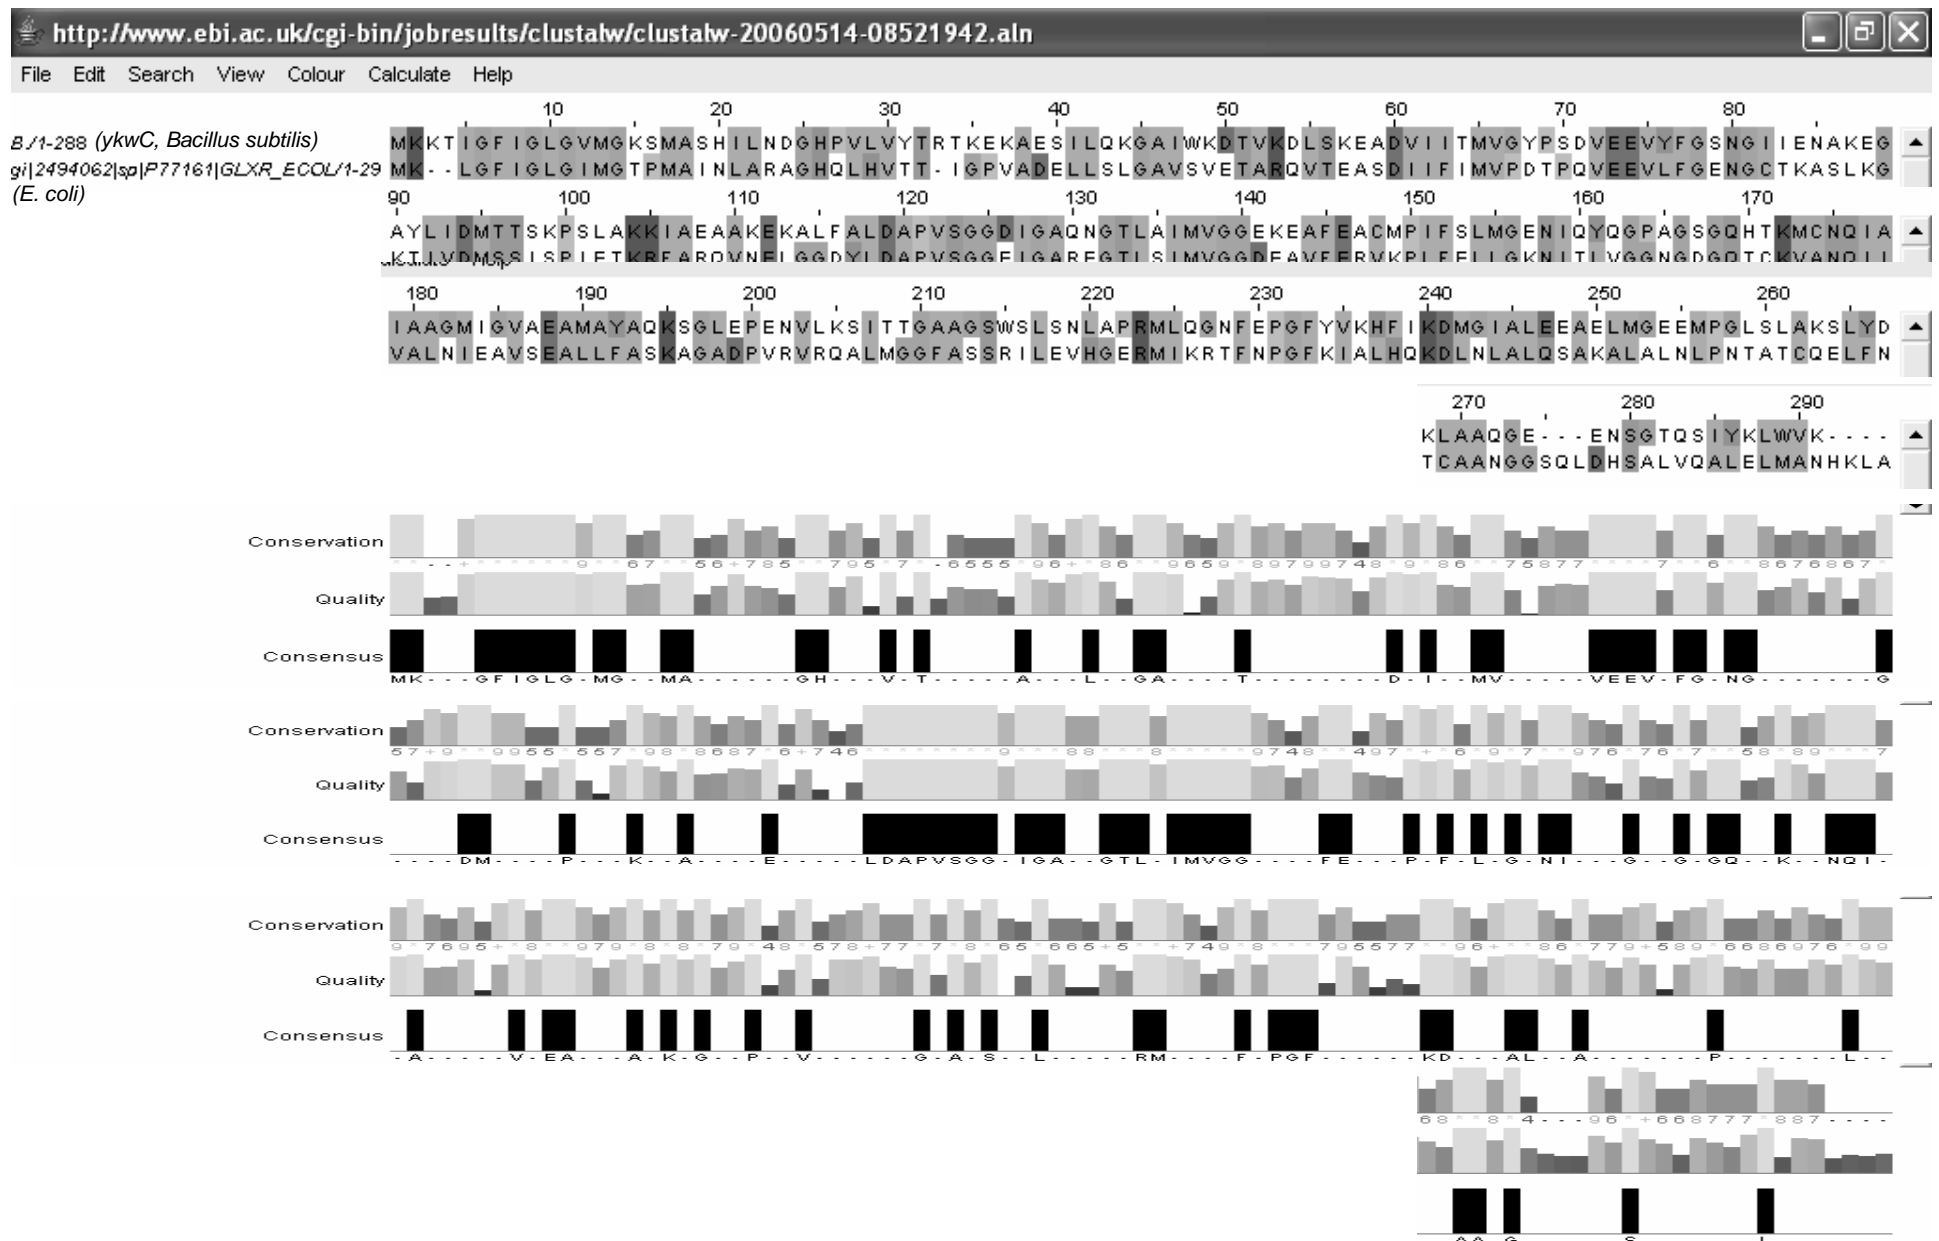 http://www.ebi.ac.uk/cgi-bin/jobresults/clustalw/clustalw-20060514-08521942.aln
File Edit Search View Colour Calculate Help
10 20 30 40 50 60 70 80
B./1-288 (ykwC, Bacillus subtilis) MKKTIGFIGLGVMGKSMASHILNDGHPVLVYTRTKEKAESILQKGAIWKDTVKDLSKEADVIITMVGYPSDVEEVYFGSNGIIENAKEG
gi|2494062|sp|P77161|GLXR_ECOL/1-29 MK--LGFIGLGIMGTPMAINLARAGHQLHVTT-IGPVADELLSLGAVSVETARQVTEASDIIFIMVPDTPQVEEVLFGENGCTKASLKG
(E. coli)
90 100 110 120 130 140 150 160 170
AYLIDMTTSKPSLAKKIAEAAKEKALFALDAPVSGGDIGAQNGTLAIMVGGEKEAFEACMPIFSLMGENIQYQGPAGSGQHTKMCNQIA
KTIVDMSSISPIETKRFARQVNELGGDYLDAPVSGGEIGAREGTLSIMVGGDEAVFERVKPLFELLGKNITLVGGNGDGQTCKVANQII
180 190 200 210 220 230 240 250 260
IAAGMIGVAEAMAYAQKSGLEPENVLKSITTGAAGSWSLSNLAPRMLQGNFEPGFYVKHFIKDMGIALEEAELMGEEMPGLSLAKSLYD
VALNIEAVSEALLFASKAGADPVRVRQALMGGFASSRILEVHGERMIKRTFNPGFKIALHQKDLNLALQSAKALALNLPNTATCQELFN
270 280 290
KLAAQGE---ENSGTQSIYKLWVK----
TCAANGGSQLDHSALVQALELMANHKLA
Conservation
Quality
Consensus
MK---GFIGLG-MG--MA------GH---V-T-----A---L--GA----T--------D-I--MV-----VEEV-FG-NG-------G
Conservation
Quality
Consensus
----DM----P---K--A----E-----LDAPVSGG-IGA--GTL-IMVGG----FE---P-F-L-G-NI---G--G-GQ--K--NQI-
Conservation
Quality
Consensus
-A-----V-EA---A-K-G--P--V------G-A-S--L-----RM----F-PGF------KD---AL--A-------P-------L--